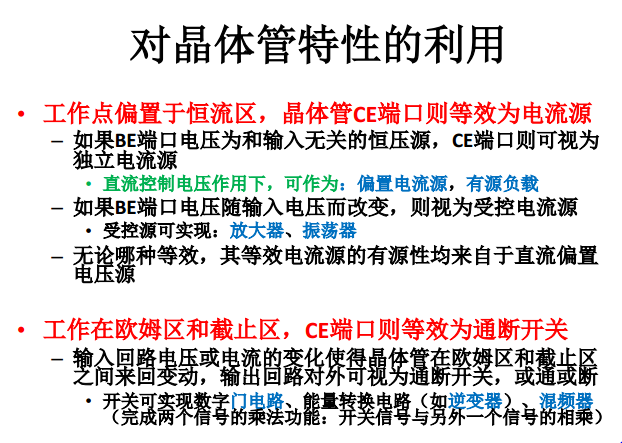 对晶体管特性的利用
• 工作点偏置于恒流区，晶体管CE端口则等效为电流源
– 如果BE端口电压为和输入无关的恒压源，CE端口则可视为
独立电流源
• 直流控制电压作用下，可作为：偏置电流源，有源负载
– 如果BE端口电压随输入电压而改变，则视为受控电流源
• 受控源可实现：放大器、振荡器
– 无论哪种等效，其等效电流源的有源性均来自于直流偏置
电压源
• 工作在欧姆区和截止区，CE端口则等效为通断开关
– 输入回路电压或电流的变化使得晶体管在欧姆区和截止区
之间来回变动，输出回路对外可视为通断开关，或通或断
• 开关可实现数字门电路、能量转换电路（如逆变器）、混频器
（完成两个信号的乘法功能：开关信号与另外一个信号的相乘）